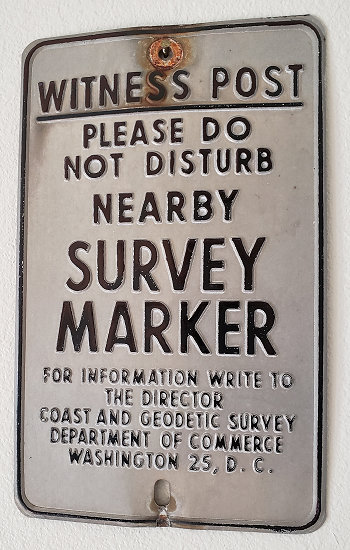 WITNESS POST
PLEASE DO
NOT DISTURB
NEARBY
SURVEY
MARKER
FOR INFORMATION WRITE TO
THE DIRECTOR
COAST AND GEODETIC SURVEY
DEPARTMENT OF COMMERCE
WASHINGTON 25, D. C.